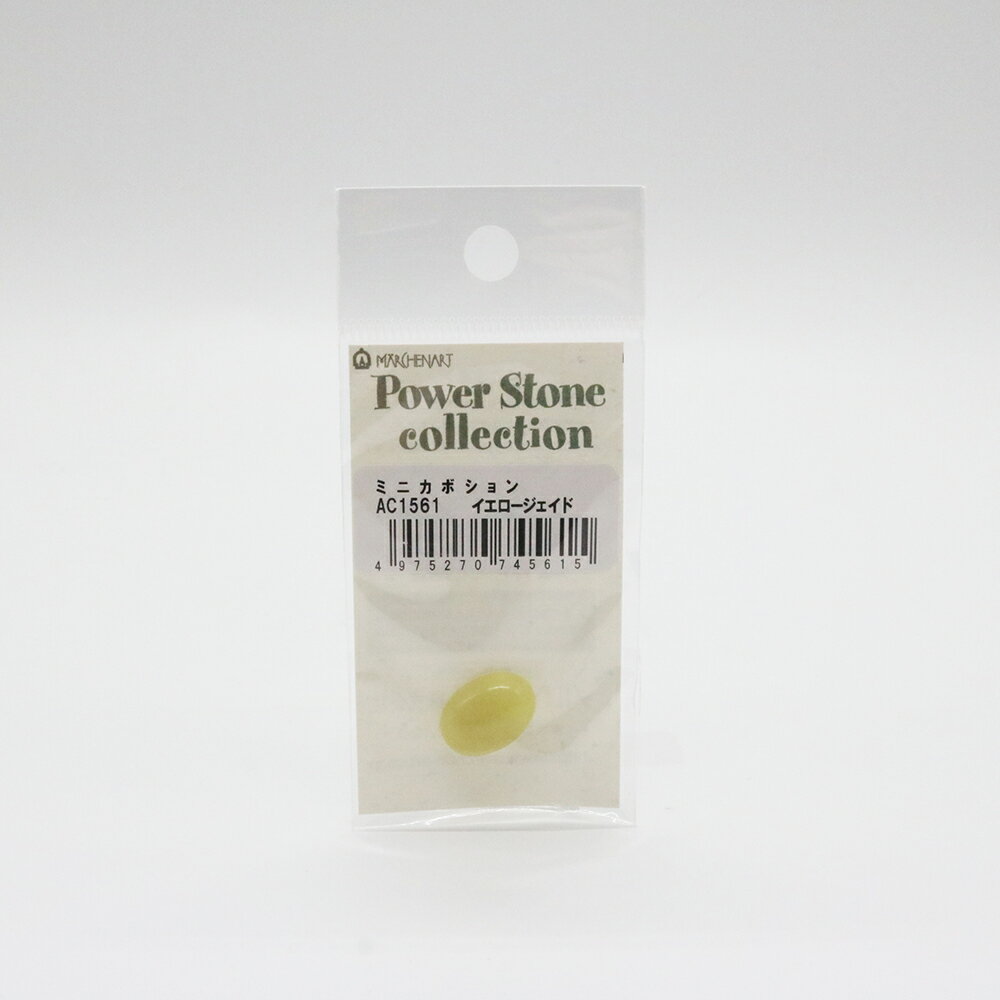 MARCHENART
Power Stone
collection
ミニカボション
AC1561 イエロージェイド
4 975270 745615